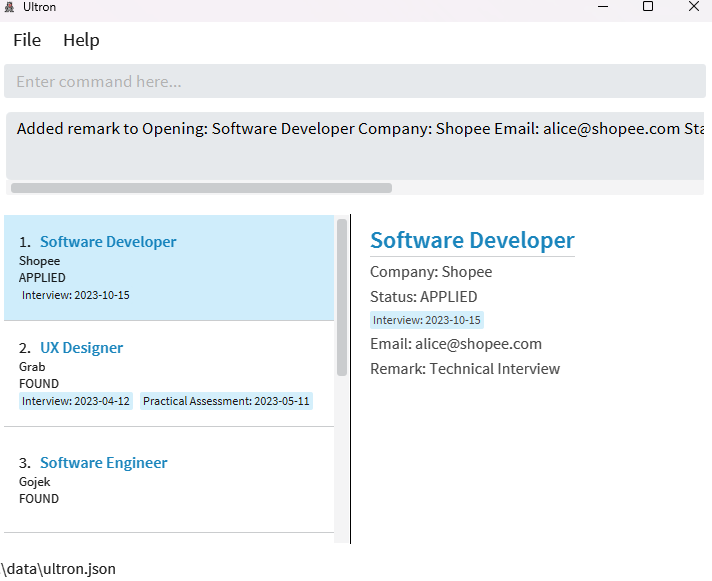 Ultron
File Help
Enter command here...
Added remark to Opening: Software Developer Company: Shopee Email: alice@shopee.com Sta
1. Software Developer
Shopee
APPLIED
Interview: 2023-10-15
2. UX Designer
Grab
FOUND
Interview: 2023-04-12 Practical Assessment: 2023-05-11
3. Software Engineer
Gojek
FOUND
Software Developer
Company: Shopee
Status: APPLIED
Interview: 2023-10-15
Email: alice@shopee.com
Remark: Technical Interview
\data\ultron.json